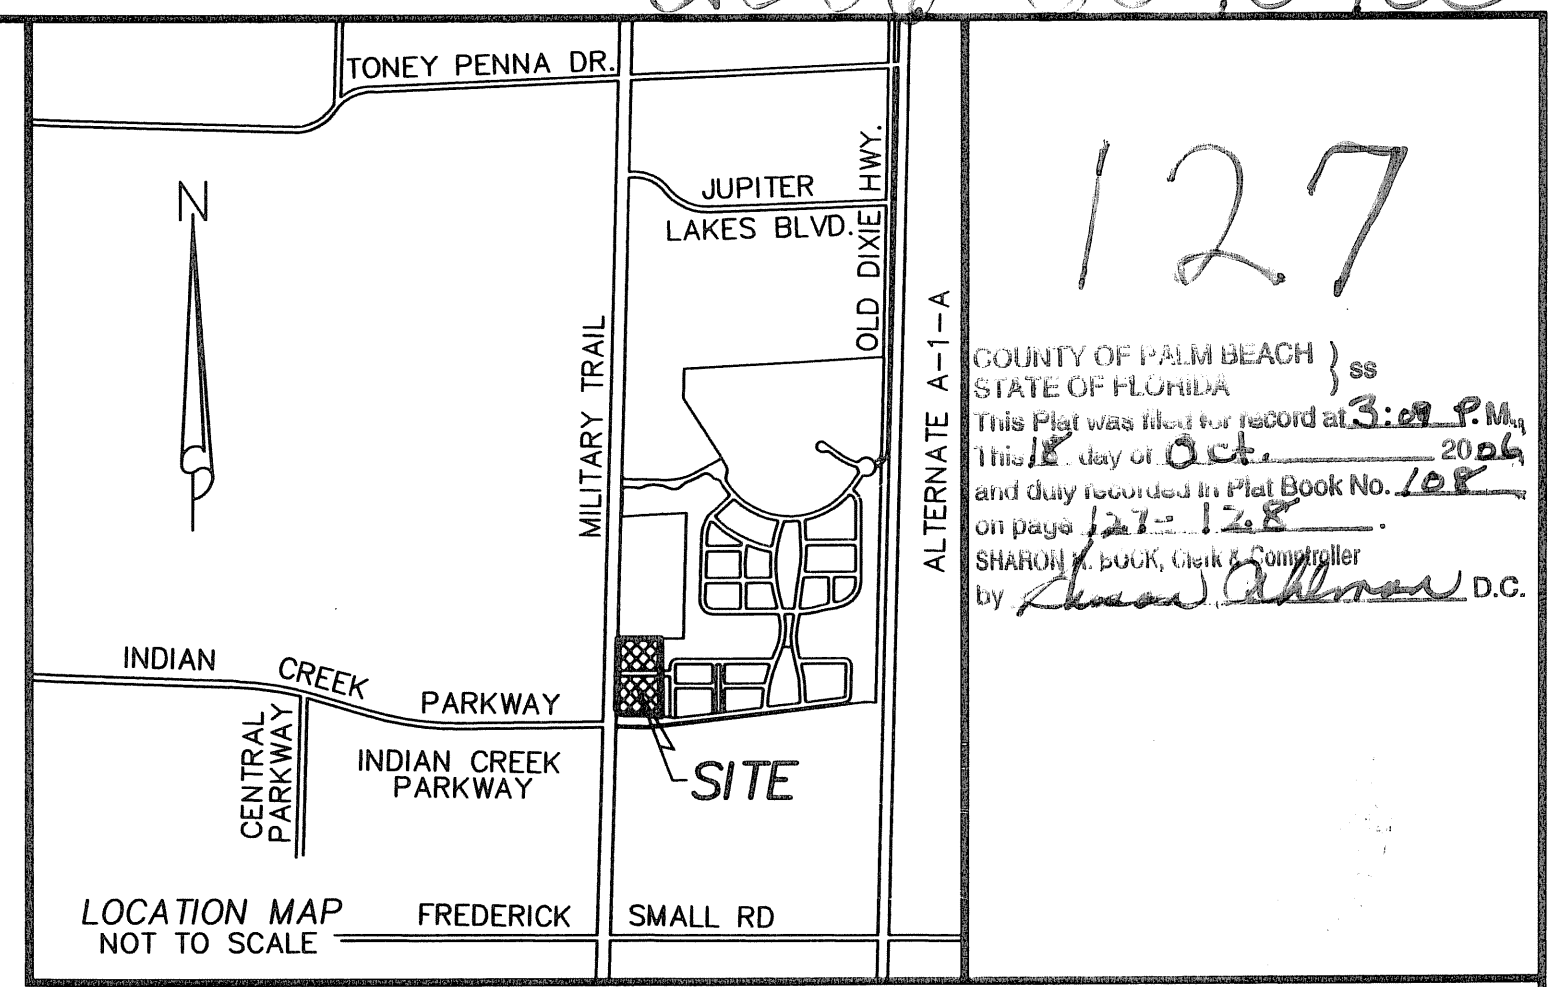 TONEY PENNA DR.
N
JUPITER
LAKES BLVD.
OLD DIXIE HWY.
MILITARY TRAIL
ALTERNATE A-1-A
INDIAN CREEK PARKWAY
INDIAN CREEK
PARKWAY
CENTRAL
PARKWAY
SITE
LOCATION MAP
NOT TO SCALE
FREDERICK SMALL RD
127
COUNTY OF PALM BEACH } ss
STATE OF FLORIDA
This Plat was filed for record at 3:09 P.M.,
This 18 day of Oct. 2006,
and duly recorded in Plat Book No. 108
on page 127-128.
SHARON R. BOCK, Clerk & Comptroller
by D.C.